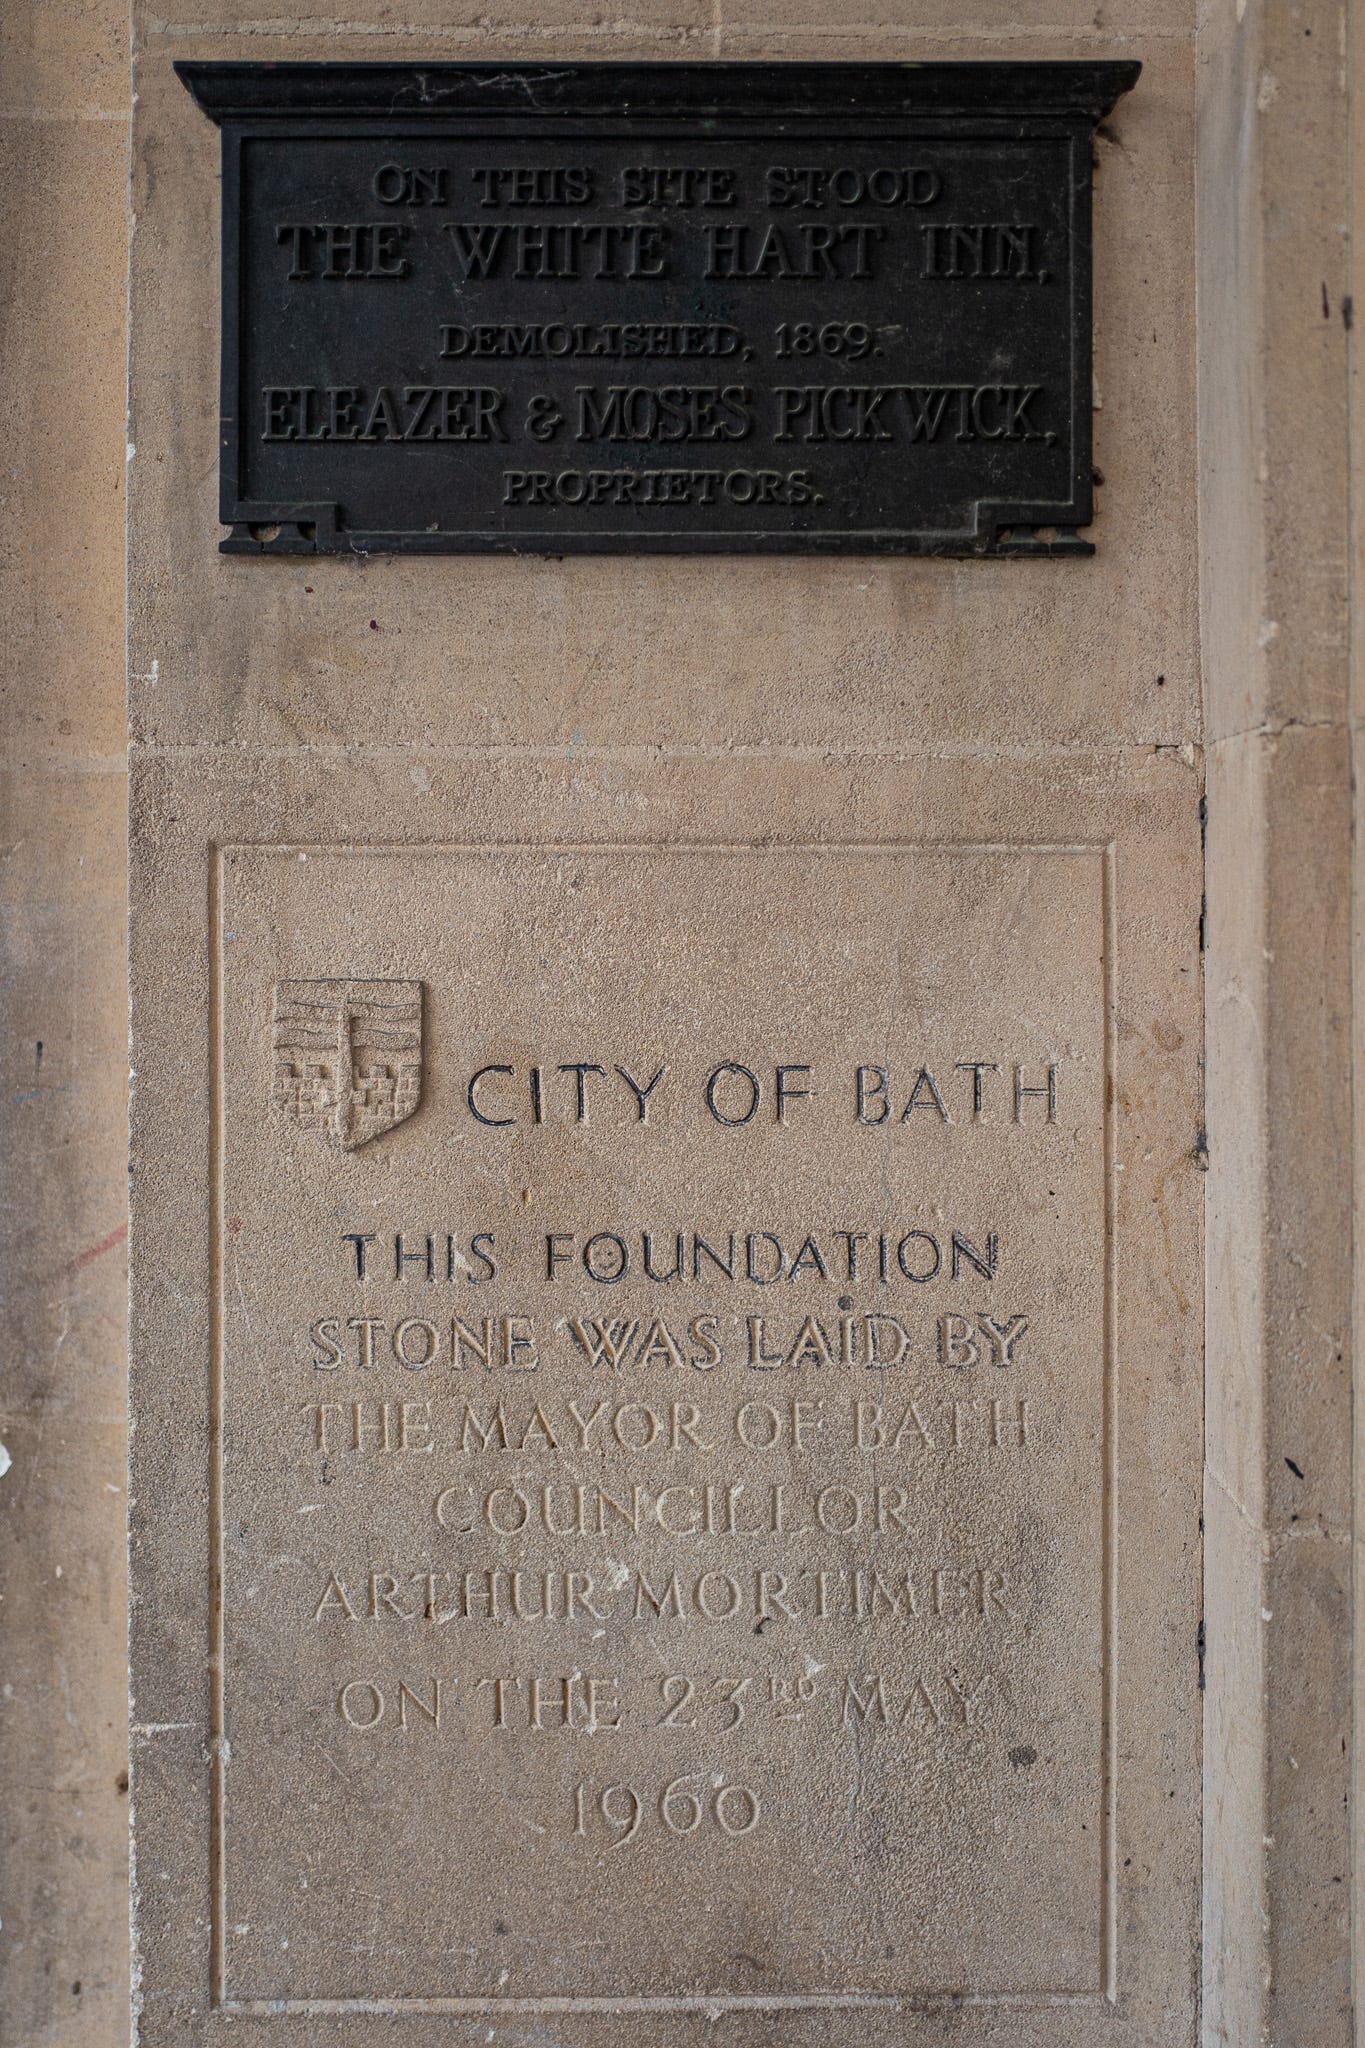 ON THIS SITE STOOD
THE WHITE HART INN,
DEMOLISHED, 1869.
ELEAZER & MOSES PICKWICK,
PROPRIETORS.
CITY OF BATH
THIS FOUNDATION
STONE WAS LAID BY
THE MAYOR OF BATH
COUNCILLOR
ARTHUR MORTIMER
ON THE 23RD MAY
1960